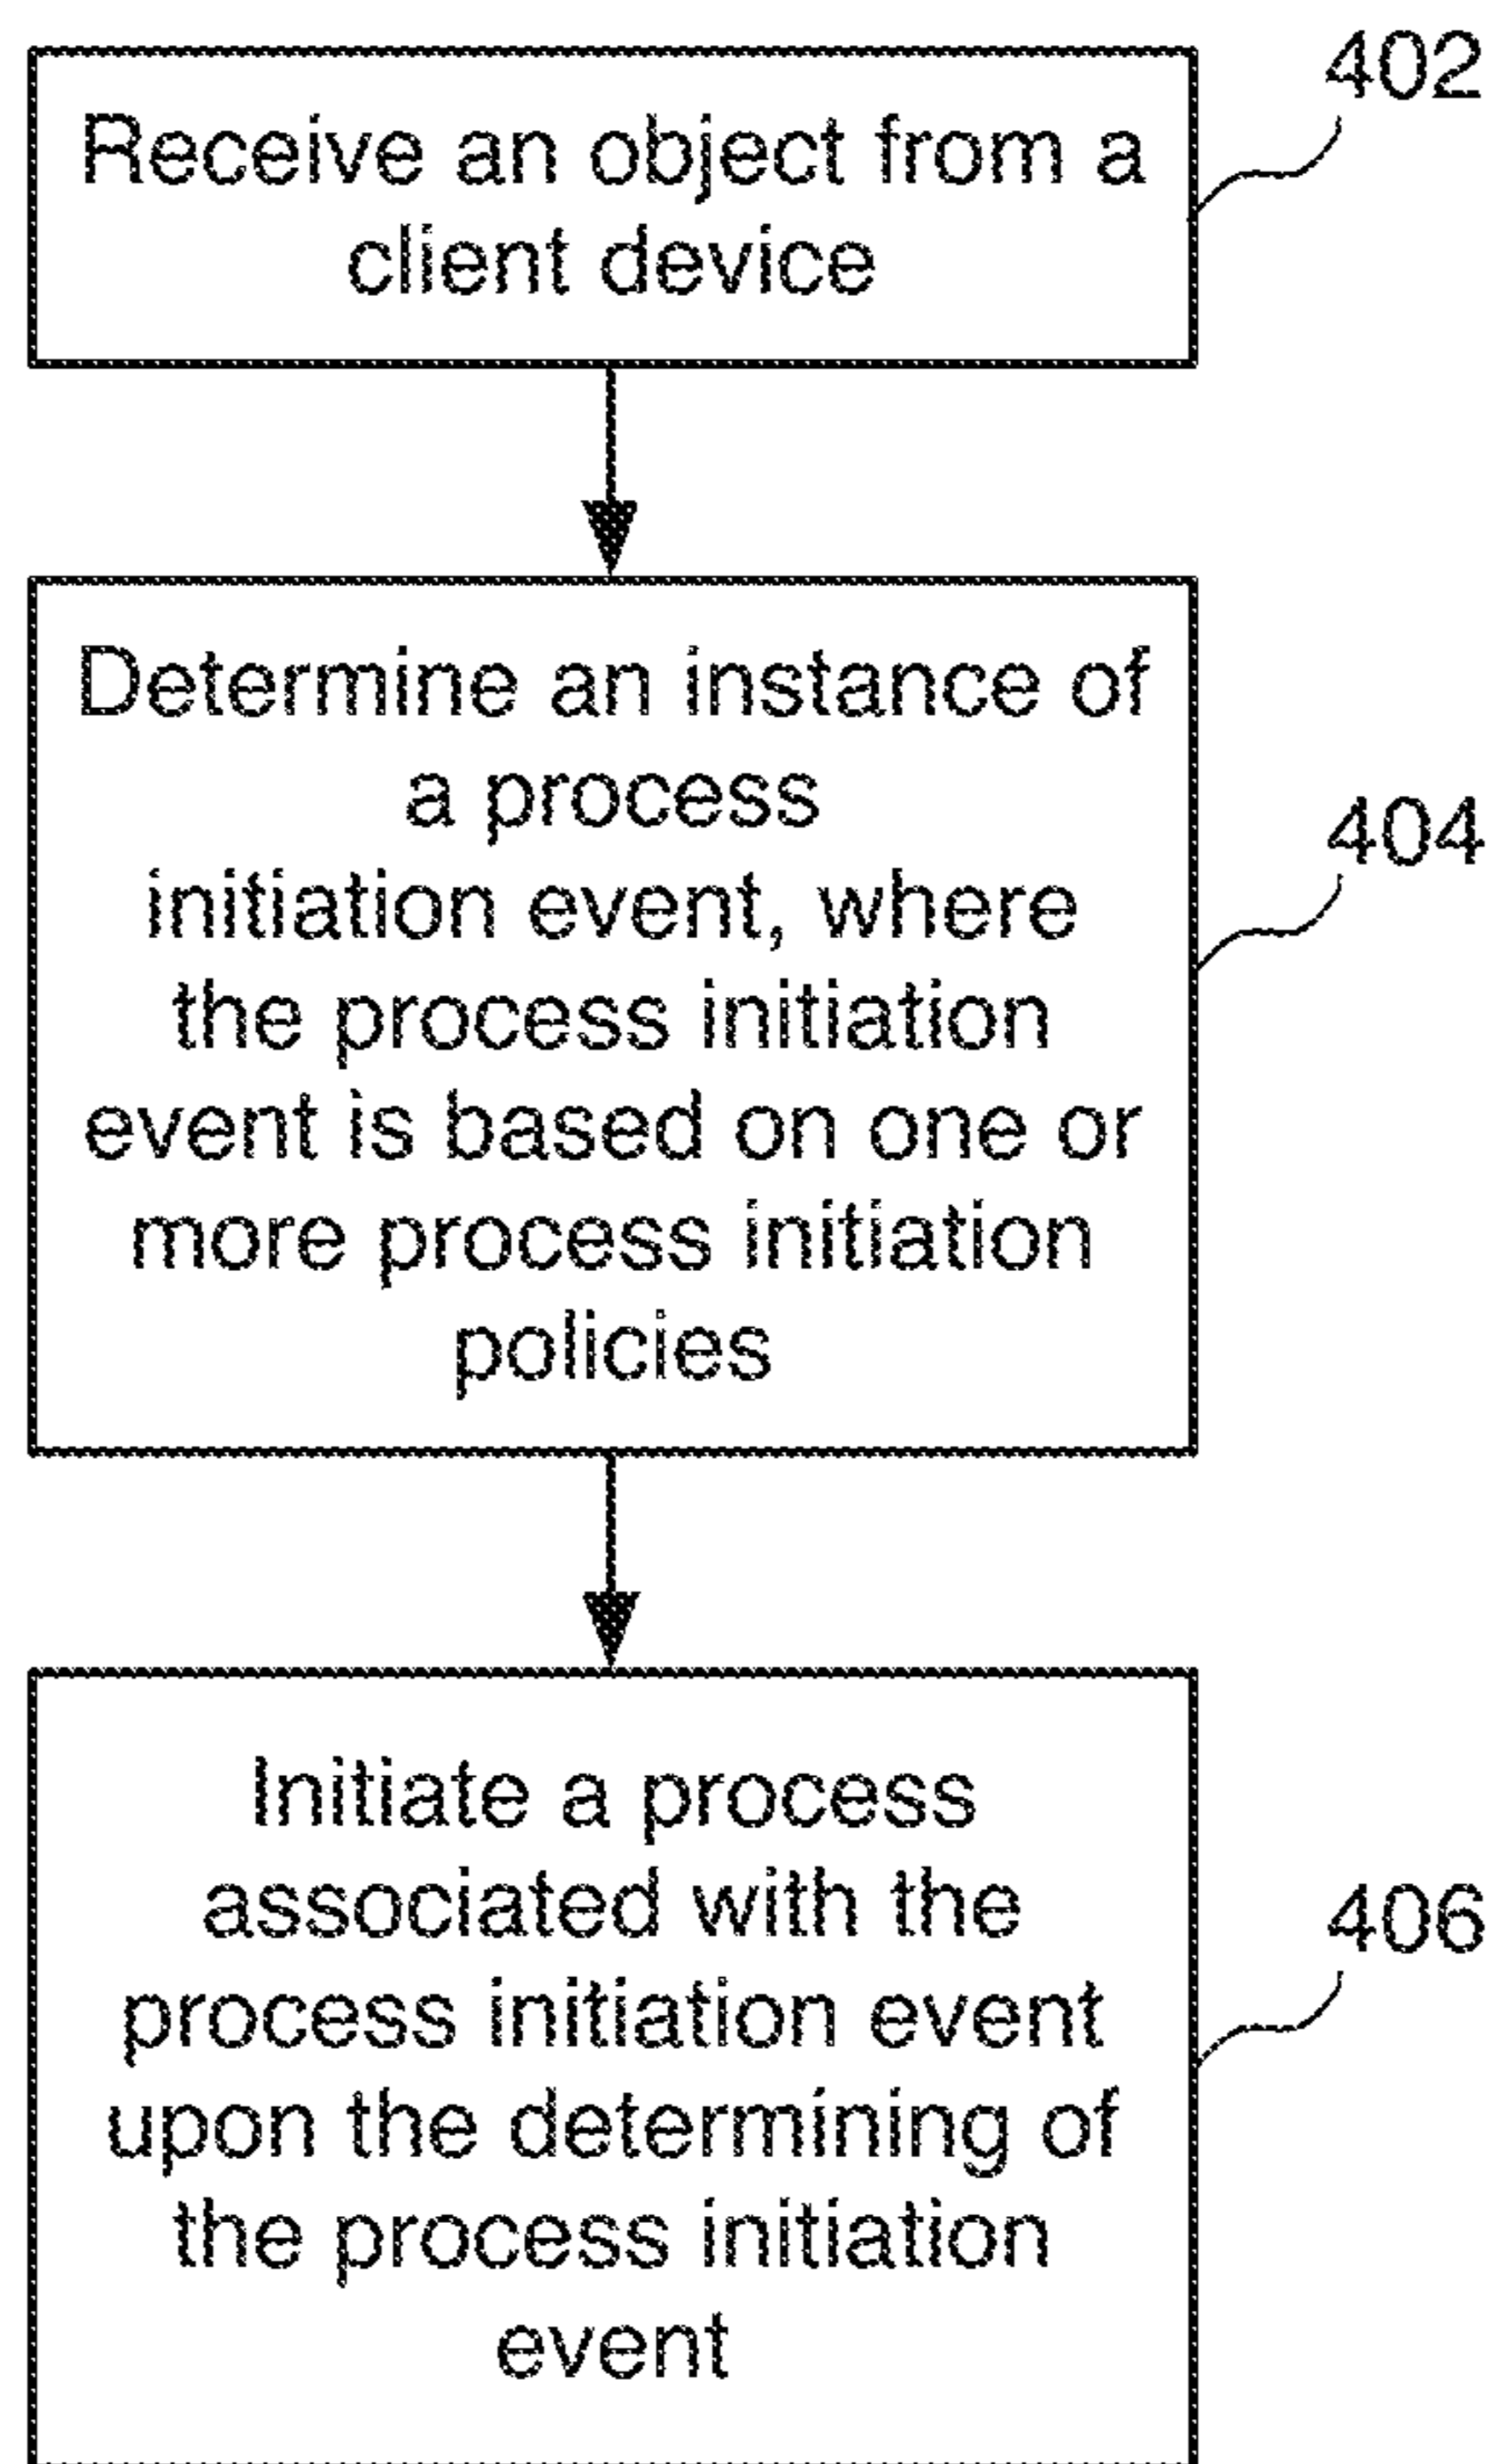 402
Receive an object from a
client device
Determine an instance of
a process
404
initiation event, where
the process initiation
event is based on one or
more process initiation
policies
Initiate a process
associated with the
406
process initiation event
upon the determining of
the process initiation
event